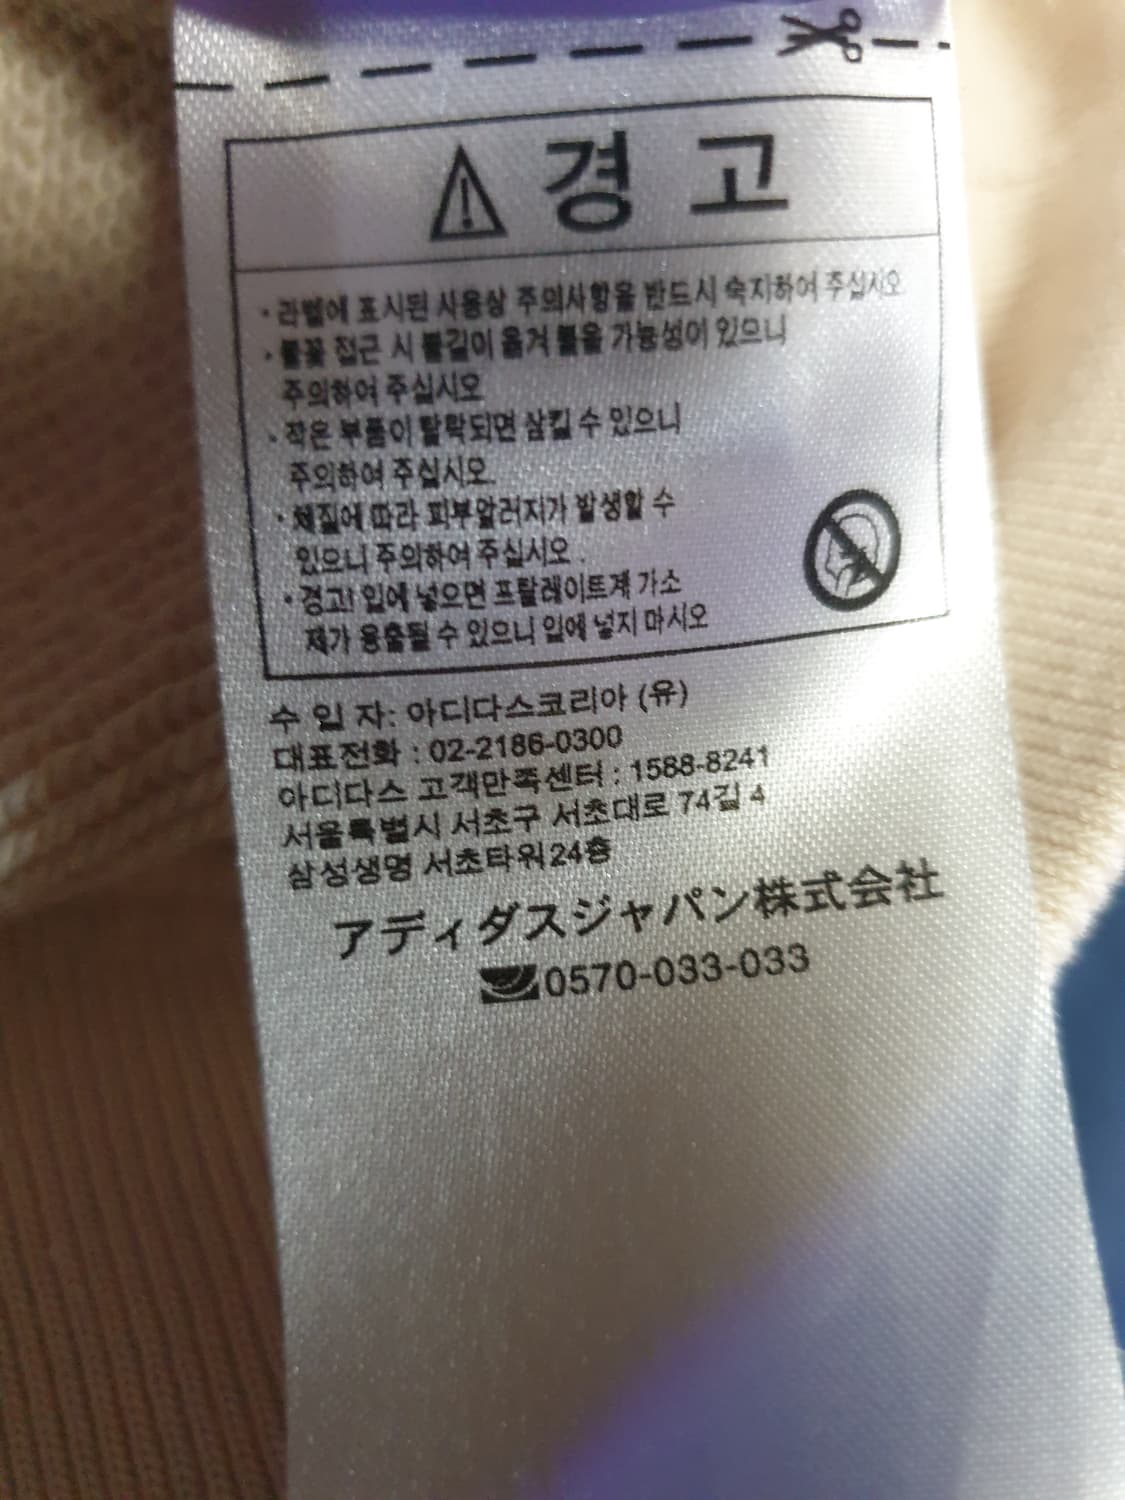 경 고
· 라벨에 표시된 사용상 주의사항을 반드시 숙지하여 주십시오
· 불꽃 접근 시 불길이 옮겨 붙을 가능성이 있으니
주의하여 주십시오
· 작은 부품이 탈락되면 삼킬 수 있으니
주의하여 주십시오.
· 체질에 따라 피부알러지가 발생할 수
있으니 주의하여 주십시오 .
· 경고! 입에 넣으면 프탈레이트계 가소
제가 용출될 수 있으니 입에 넣지 마시오
수 입 자: 아디다스코리아 (유)
대표전화 : 02-2186-0300
아디다스 고객만족센터 : 1588-8241
서울특별시 서초구 서초대로 74길 4
삼성생명 서초타워24층
アディダスジャパン株式会社
0570-033-033